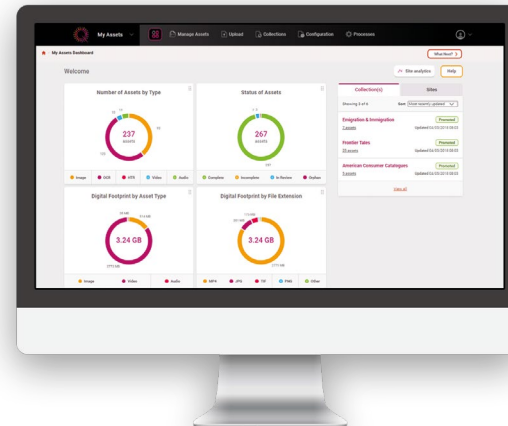 My Assets
Manage Assets
Upload
Collections
Configuration
Processes
My Assets Dashboard
What Next? >
Welcome
Site analytics
Help
Number of Assets by Type
237
ASSETS
Image
OCR
HTR
Video
Audio
Status of Assets
267
ASSETS
Complete
Incomplete
In Review
Orphan
Collection(s)
Sites
Showing 3 of 6
Sort: Most recently updated
Emigration & Immigration
Promoted
2 assets
Frontier Tales
Promoted
American Consumer Catalogues
Promoted
View all
Digital Footprint by Asset Type
3.24 GB
Image
Video
Audio
Digital Footprint by File Extension
3.24 GB
MP4
JPG
TIF
PNG
Other